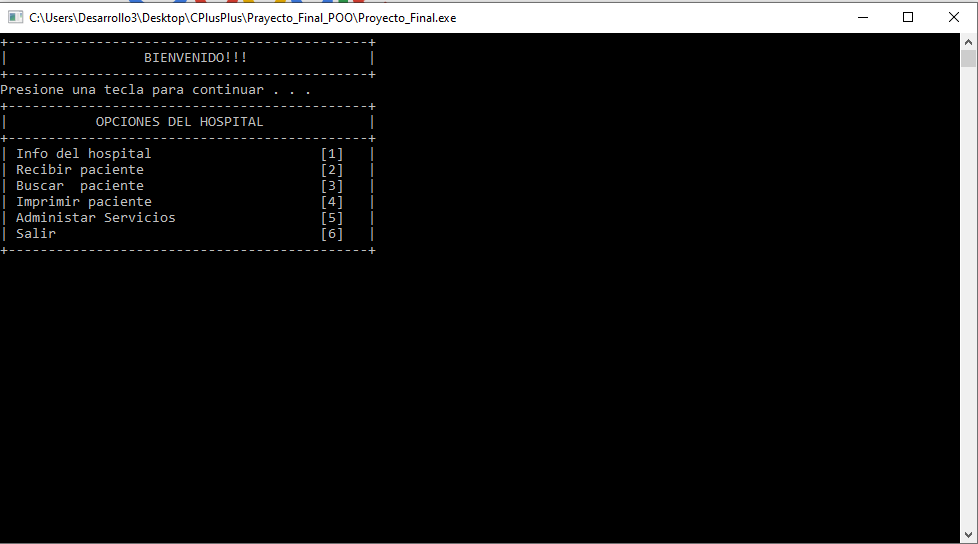 C:\Users\Desarrollo3\Desktop\CPlusPlus\Prayecto_Final_POO\Proyecto_Final.exe
+---------------------------------------------+
|                 BIENVENIDO!!!               |
+---------------------------------------------+
Presione una tecla para continuar . . .
+---------------------------------------------+
|           OPCIONES DEL HOSPITAL             |
+---------------------------------------------+
| Info del hospital                     [1]   |
| Recibir paciente                      [2]   |
| Buscar  paciente                      [3]   |
| Imprimir paciente                     [4]   |
| Administar Servicios                  [5]   |
| Salir                                 [6]   |
+---------------------------------------------+